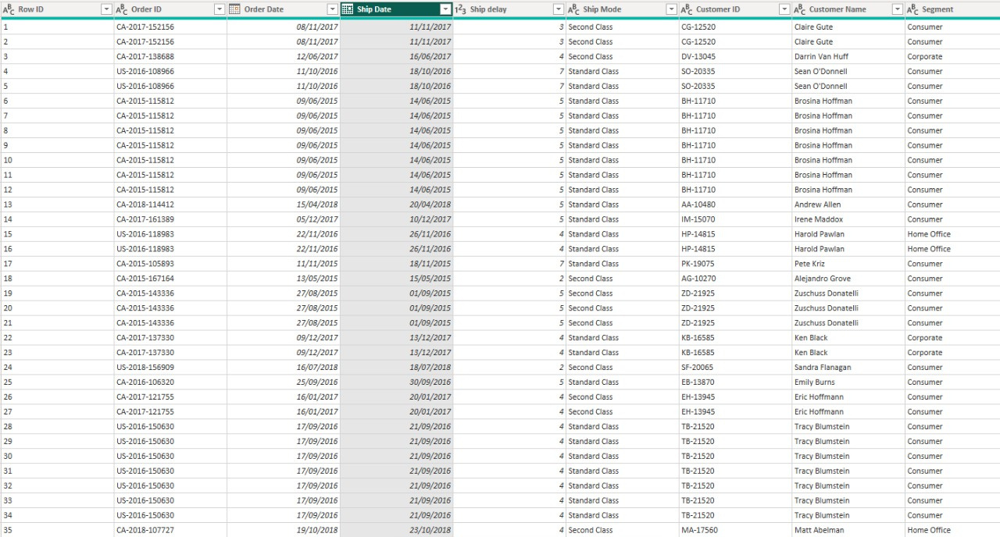 ABC Row ID ABC Order ID Order Date Ship Date 123 Ship delay ABC Ship Mode ABC Customer ID ABC Customer Name ABC Segment
1 CA-2017-152156 08/11/2017 11/11/2017 3 Second Class CG-12520 Claire Gute Consumer
2 CA-2017-152156 08/11/2017 11/11/2017 3 Second Class CG-12520 Claire Gute Consumer
3 CA-2017-138688 12/06/2017 16/06/2017 4 Second Class DV-13045 Darrin Van Huff Corporate
4 US-2016-108966 11/10/2016 18/10/2016 7 Standard Class SO-20335 Sean O'Donnell Consumer
5 US-2016-108966 11/10/2016 18/10/2016 7 Standard Class SO-20335 Sean O'Donnell Consumer
6 CA-2015-115812 09/06/2015 14/06/2015 5 Standard Class BH-11710 Brosina Hoffman Consumer
7 CA-2015-115812 09/06/2015 14/06/2015 5 Standard Class BH-11710 Brosina Hoffman Consumer
8 CA-2015-115812 09/06/2015 14/06/2015 5 Standard Class BH-11710 Brosina Hoffman Consumer
9 CA-2015-115812 09/06/2015 14/06/2015 5 Standard Class BH-11710 Brosina Hoffman Consumer
10 CA-2015-115812 09/06/2015 14/06/2015 5 Standard Class BH-11710 Brosina Hoffman Consumer
11 CA-2015-115812 09/06/2015 14/06/2015 5 Standard Class BH-11710 Brosina Hoffman Consumer
12 CA-2015-115812 09/06/2015 14/06/2015 5 Standard Class BH-11710 Brosina Hoffman Consumer
13 CA-2018-114412 15/04/2018 20/04/2018 5 Standard Class AA-10480 Andrew Allen Consumer
14 CA-2017-161389 05/12/2017 10/12/2017 5 Standard Class IM-15070 Irene Maddox Consumer
15 US-2016-118983 22/11/2016 26/11/2016 4 Standard Class HP-14815 Harold Pawlan Home Office
16 US-2016-118983 22/11/2016 26/11/2016 4 Standard Class HP-14815 Harold Pawlan Home Office
17 CA-2015-105893 11/11/2015 18/11/2015 7 Standard Class PK-19075 Pete Kriz Consumer
18 CA-2015-167164 13/05/2015 15/05/2015 2 Second Class AG-10270 Alejandro Grove Consumer
19 CA-2015-143336 27/08/2015 01/09/2015 5 Second Class ZD-21925 Zuschuss Donatelli Consumer
20 CA-2015-143336 27/08/2015 01/09/2015 5 Second Class ZD-21925 Zuschuss Donatelli Consumer
21 CA-2015-143336 27/08/2015 01/09/2015 5 Second Class ZD-21925 Zuschuss Donatelli Consumer
22 CA-2017-137330 09/12/2017 13/12/2017 4 Standard Class KB-16585 Ken Black Corporate
23 CA-2017-137330 09/12/2017 13/12/2017 4 Standard Class KB-16585 Ken Black Corporate
24 US-2018-156909 16/07/2018 18/07/2018 2 Second Class SF-20065 Sandra Flanagan Consumer
25 CA-2016-106320 25/09/2016 30/09/2016 5 Standard Class EB-13870 Emily Burns Consumer
26 CA-2017-121755 16/01/2017 20/01/2017 4 Second Class EH-13945 Eric Hoffmann Consumer
27 CA-2017-121755 16/01/2017 20/01/2017 4 Second Class EH-13945 Eric Hoffmann Consumer
28 US-2016-150630 17/09/2016 21/09/2016 4 Standard Class TB-21520 Tracy Blumstein Consumer
29 US-2016-150630 17/09/2016 21/09/2016 4 Standard Class TB-21520 Tracy Blumstein Consumer
30 US-2016-150630 17/09/2016 21/09/2016 4 Standard Class TB-21520 Tracy Blumstein Consumer
31 US-2016-150630 17/09/2016 21/09/2016 4 Standard Class TB-21520 Tracy Blumstein Consumer
32 US-2016-150630 17/09/2016 21/09/2016 4 Standard Class TB-21520 Tracy Blumstein Consumer
33 US-2016-150630 17/09/2016 21/09/2016 4 Standard Class TB-21520 Tracy Blumstein Consumer
34 US-2016-150630 17/09/2016 21/09/2016 4 Standard Class TB-21520 Tracy Blumstein Consumer
35 CA-2018-107727 19/10/2018 23/10/2018 4 Second Class MA-17560 Matt Abelman Home Office